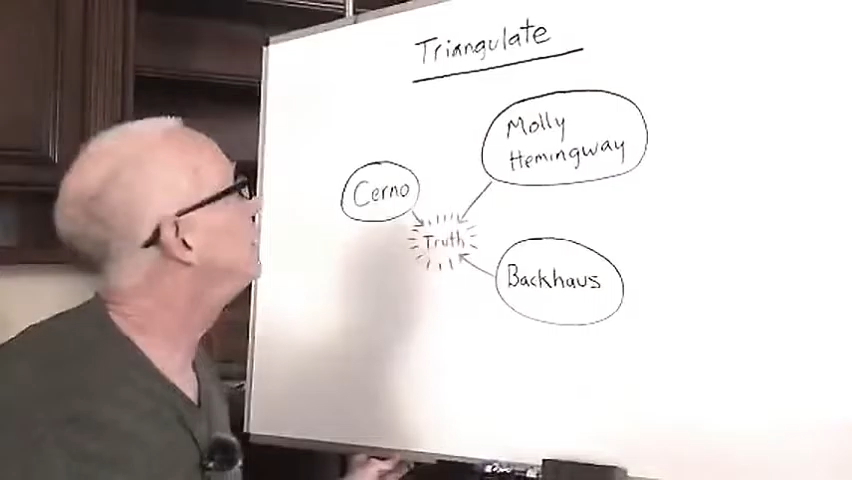 Triangulate
Molly
Hemingway
Cerno
Truth
Backhaus